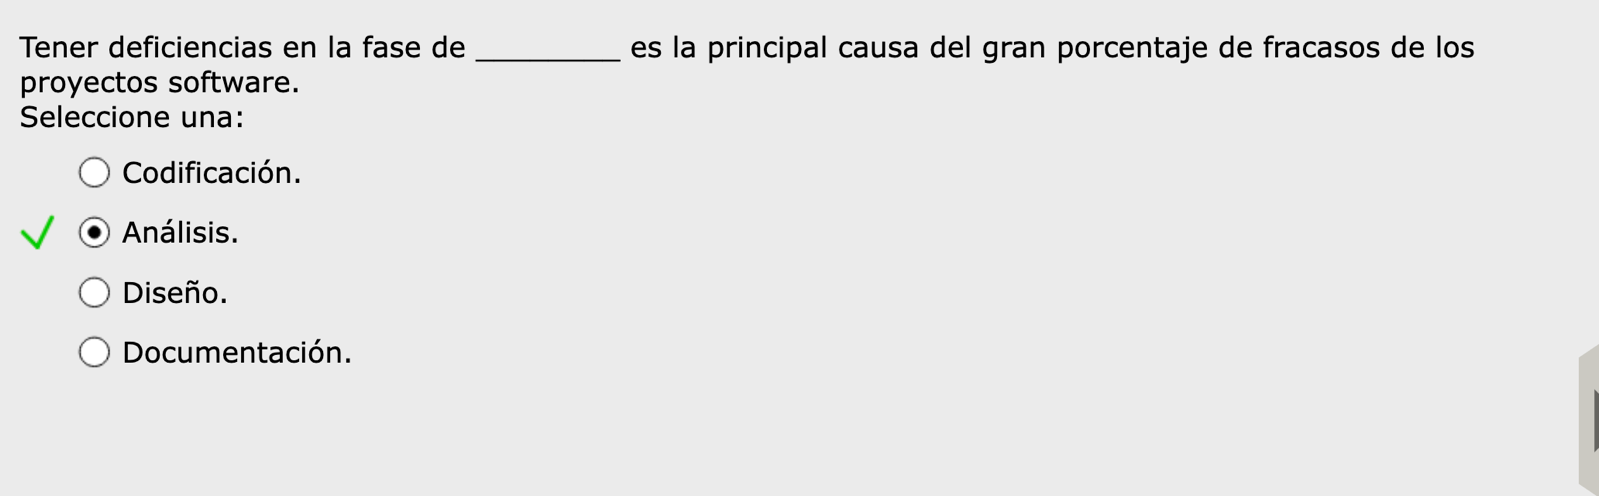 Tener deficiencias en la fase de _________ es la principal causa del gran porcentaje de fracasos de los
proyectos software.
Seleccione una:
Codificación.
Análisis.
Diseño.
Documentación.